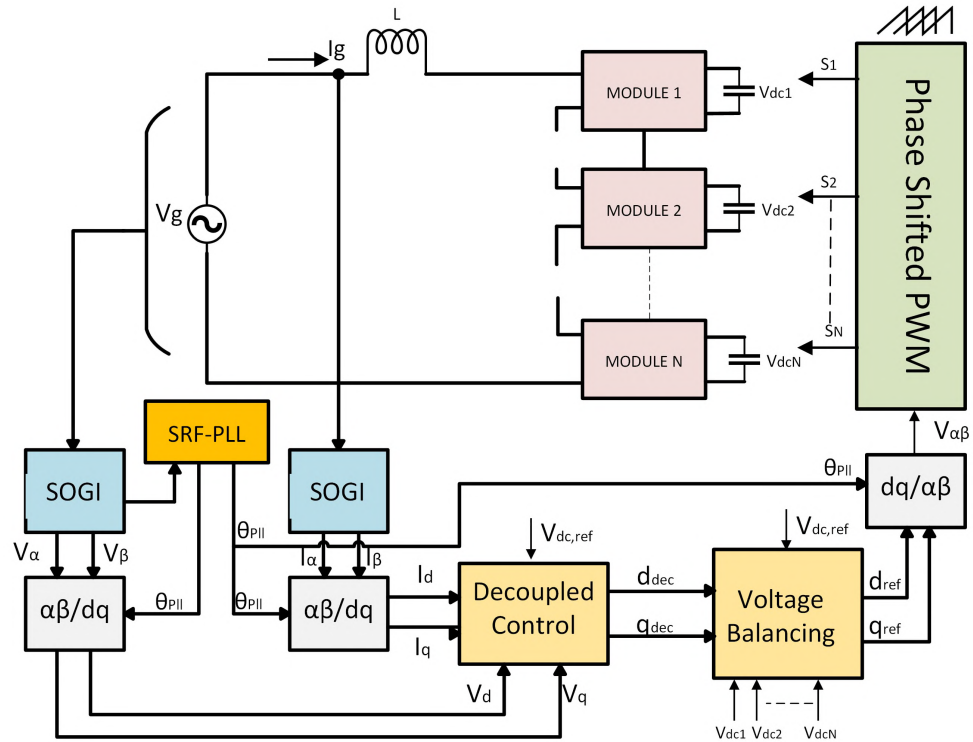 L
Ig
MODULE 1
Vdc1
S1
Phase Shifted PWM
Vg
MODULE 2
Vdc2
S2
MODULE N
VdcN
SN
SRF-PLL
Vαβ
SOGI
SOGI
θPll
dq/αβ
Vα
Vβ
θPll
Iα
Iβ
Vdc,ref
Vdc,ref
αβ/dq
θPll
θPll
αβ/dq
Id
Iq
Decoupled
Control
ddec
qdec
Voltage
Balancing
dref
qref
Vd
Vq
Vdc1
Vdc2
VdcN